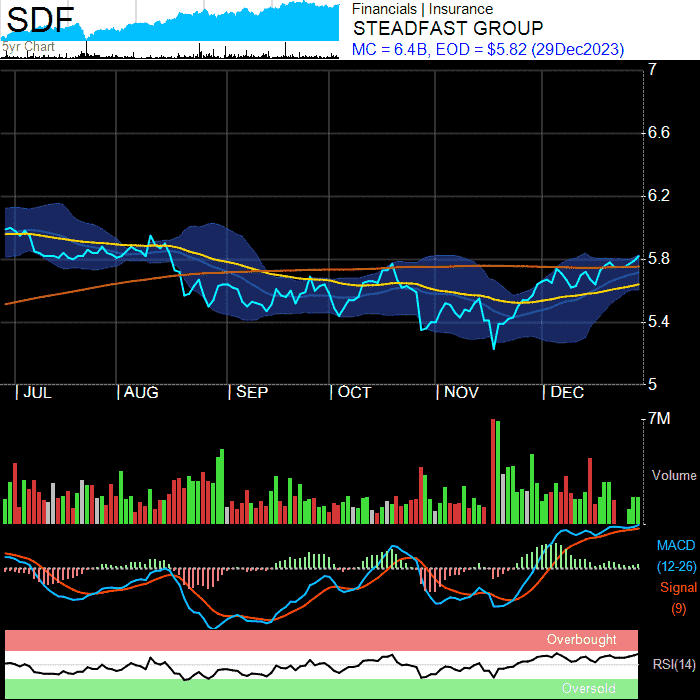 SDF
5yr Chart
Financials | Insurance
STEADFAST GROUP
MC = 6.4B, EOD = $5.82 (29Dec2023)
7
6.6
6.2
5.8
5.4
5
JUL AUG SEP OCT NOV DEC
7M
Volume
MACD
(12-26)
Signal
(9)
Overbought
RSI(14)
Oversold